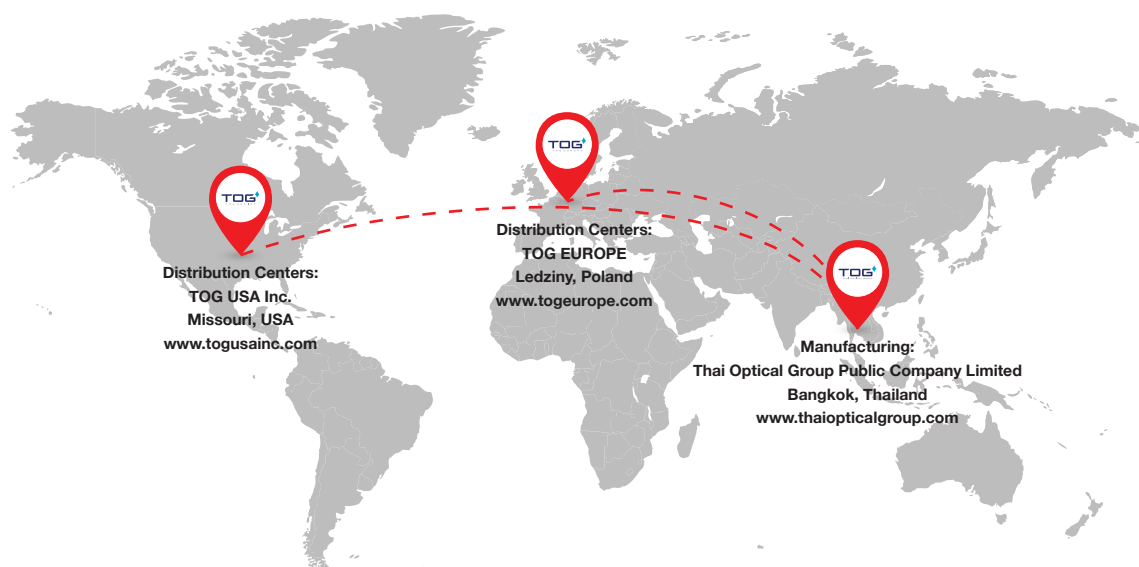 TOG
Distribution Centers:
TOG USA Inc.
Missouri, USA
www.togusainc.com
TOG
Distribution Centers:
TOG EUROPE
Ledziny, Poland
www.togeurope.com
TOG
Manufacturing:
Thai Optical Group Public Company Limited
Bangkok, Thailand
www.thaiopticalgroup.com